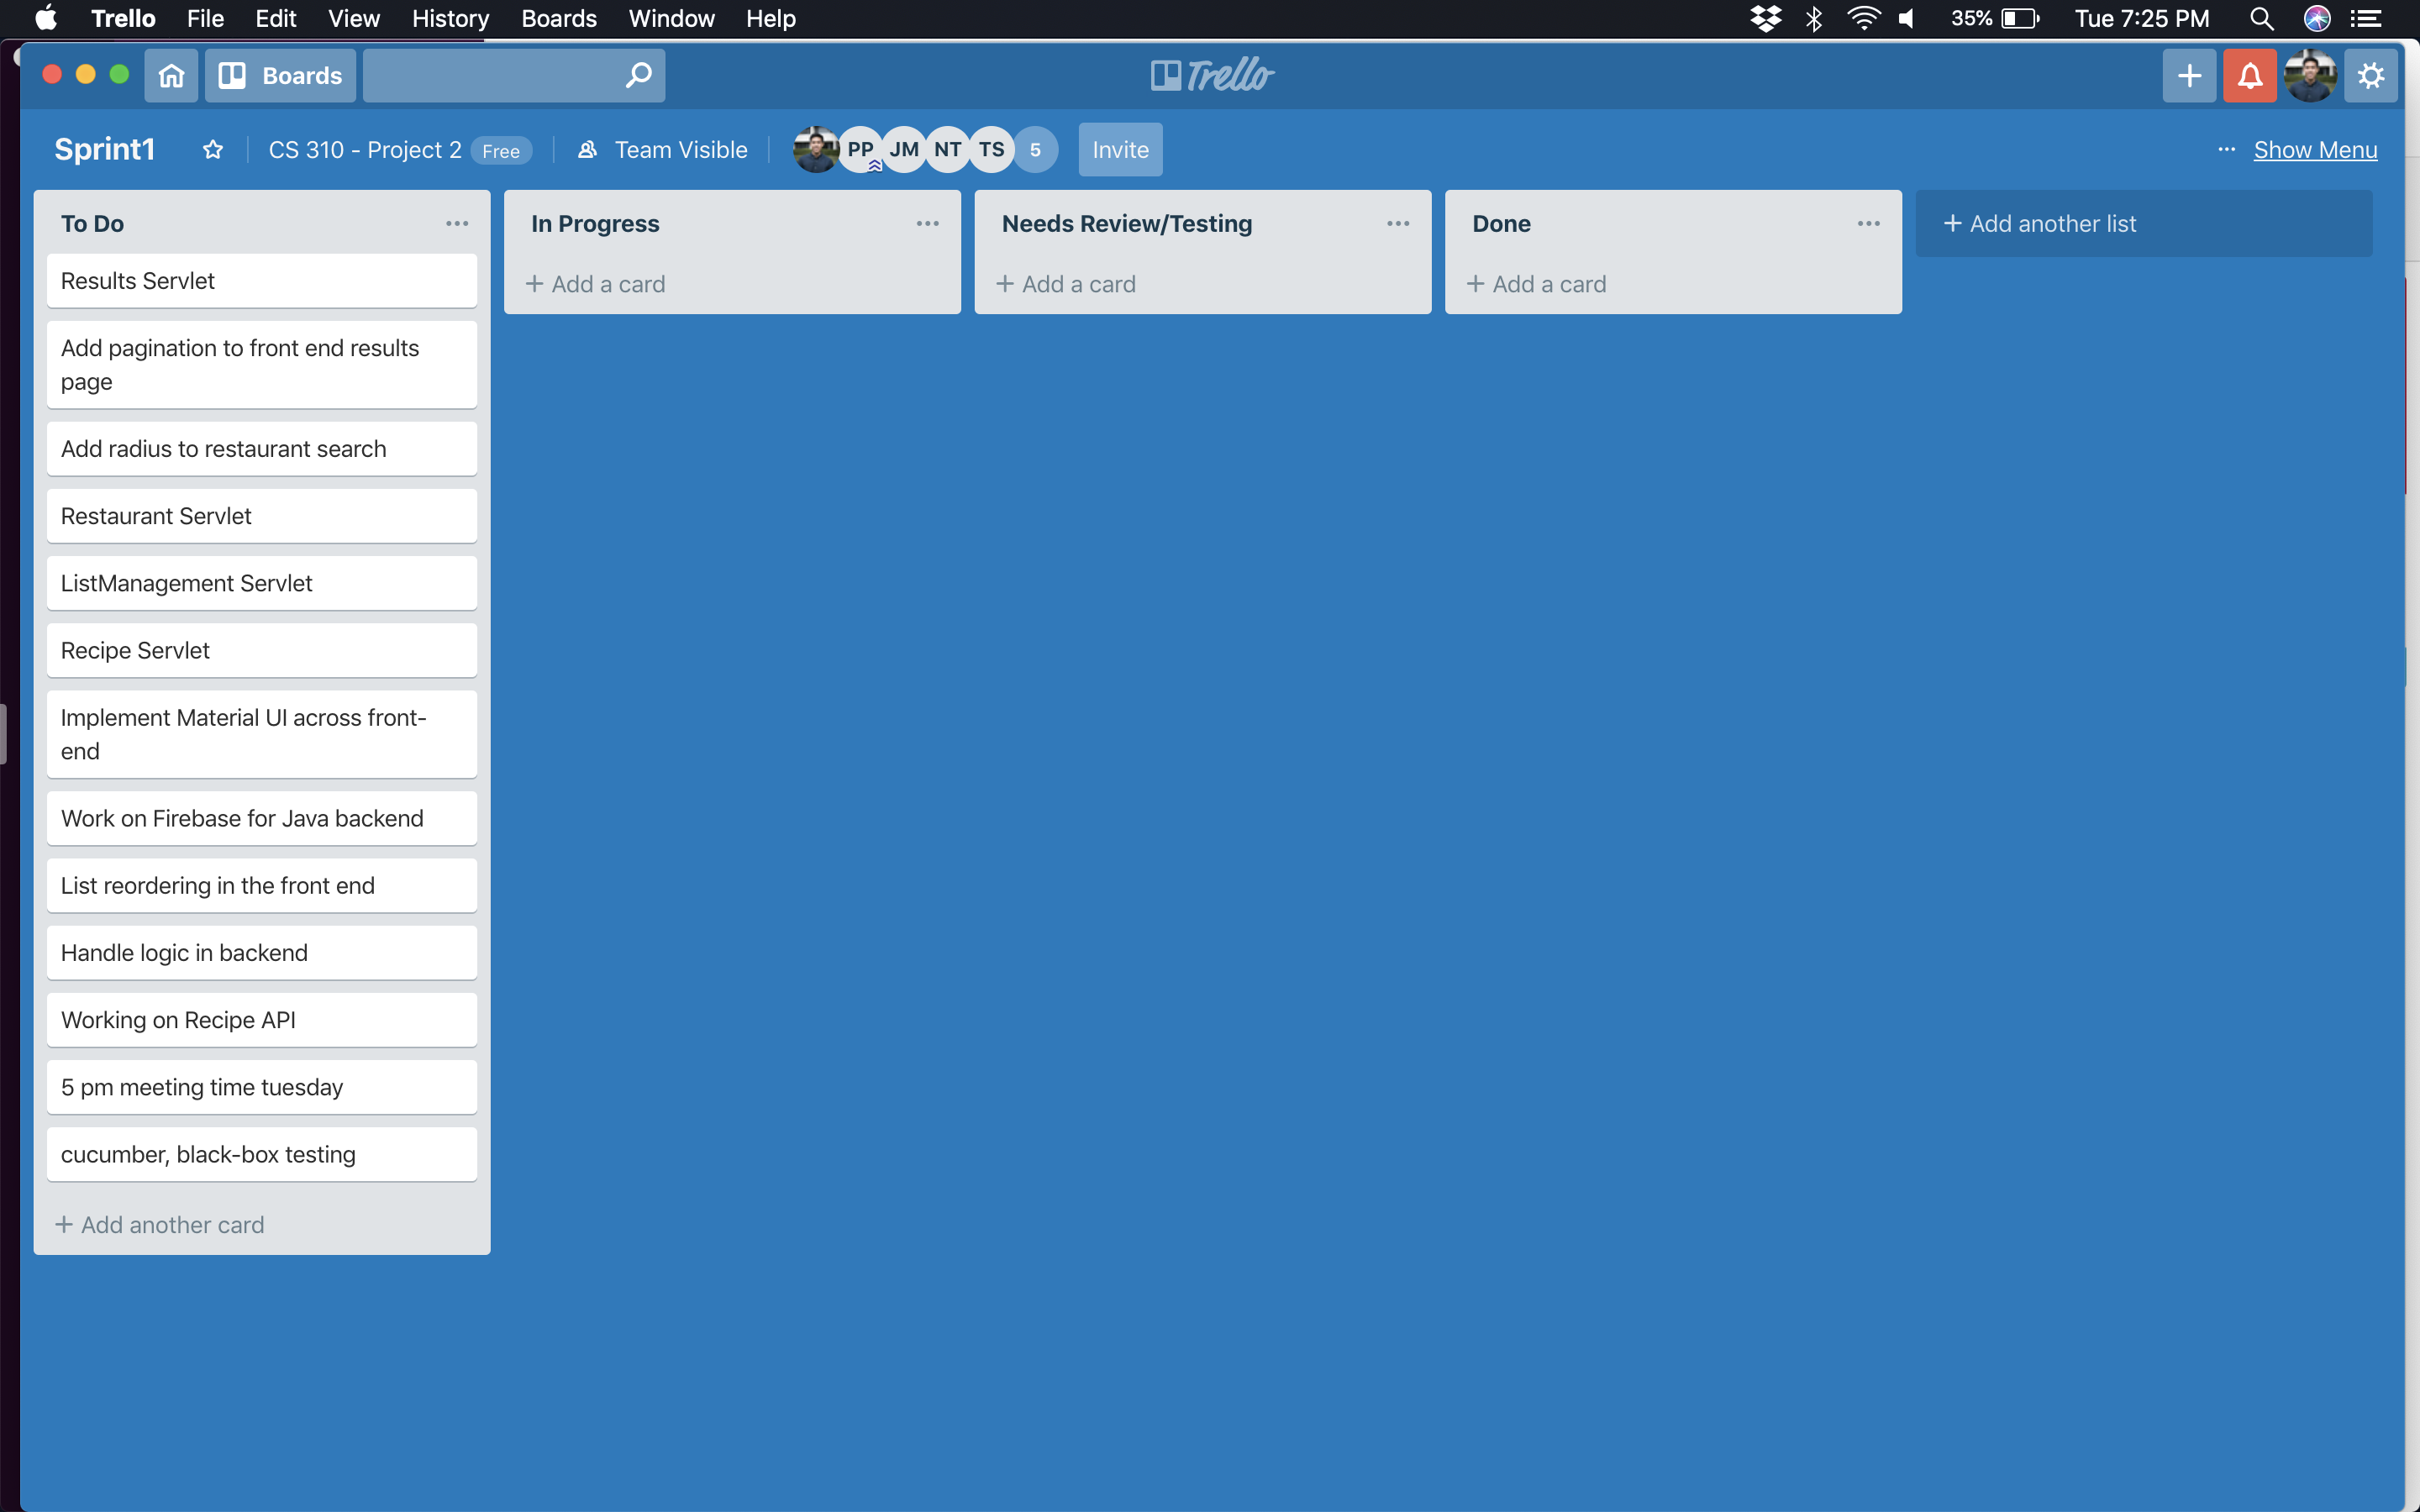 Trello File Edit View History Boards Window Help 35% Tue 7:25 PM
Boards Trello
Sprint1 CS 310 - Project 2 Free Team Visible PP JM NT TS 5 Invite ... Show Menu
To Do
Results Servlet
Add pagination to front end results
page
Add radius to restaurant search
Restaurant Servlet
ListManagement Servlet
Recipe Servlet
Implement Material UI across front-
end
Work on Firebase for Java backend
List reordering in the front end
Handle logic in backend
Working on Recipe API
5 pm meeting time tuesday
cucumber, black-box testing
+ Add another card
In Progress
+ Add a card
Needs Review/Testing
+ Add a card
Done
+ Add a card
+ Add another list